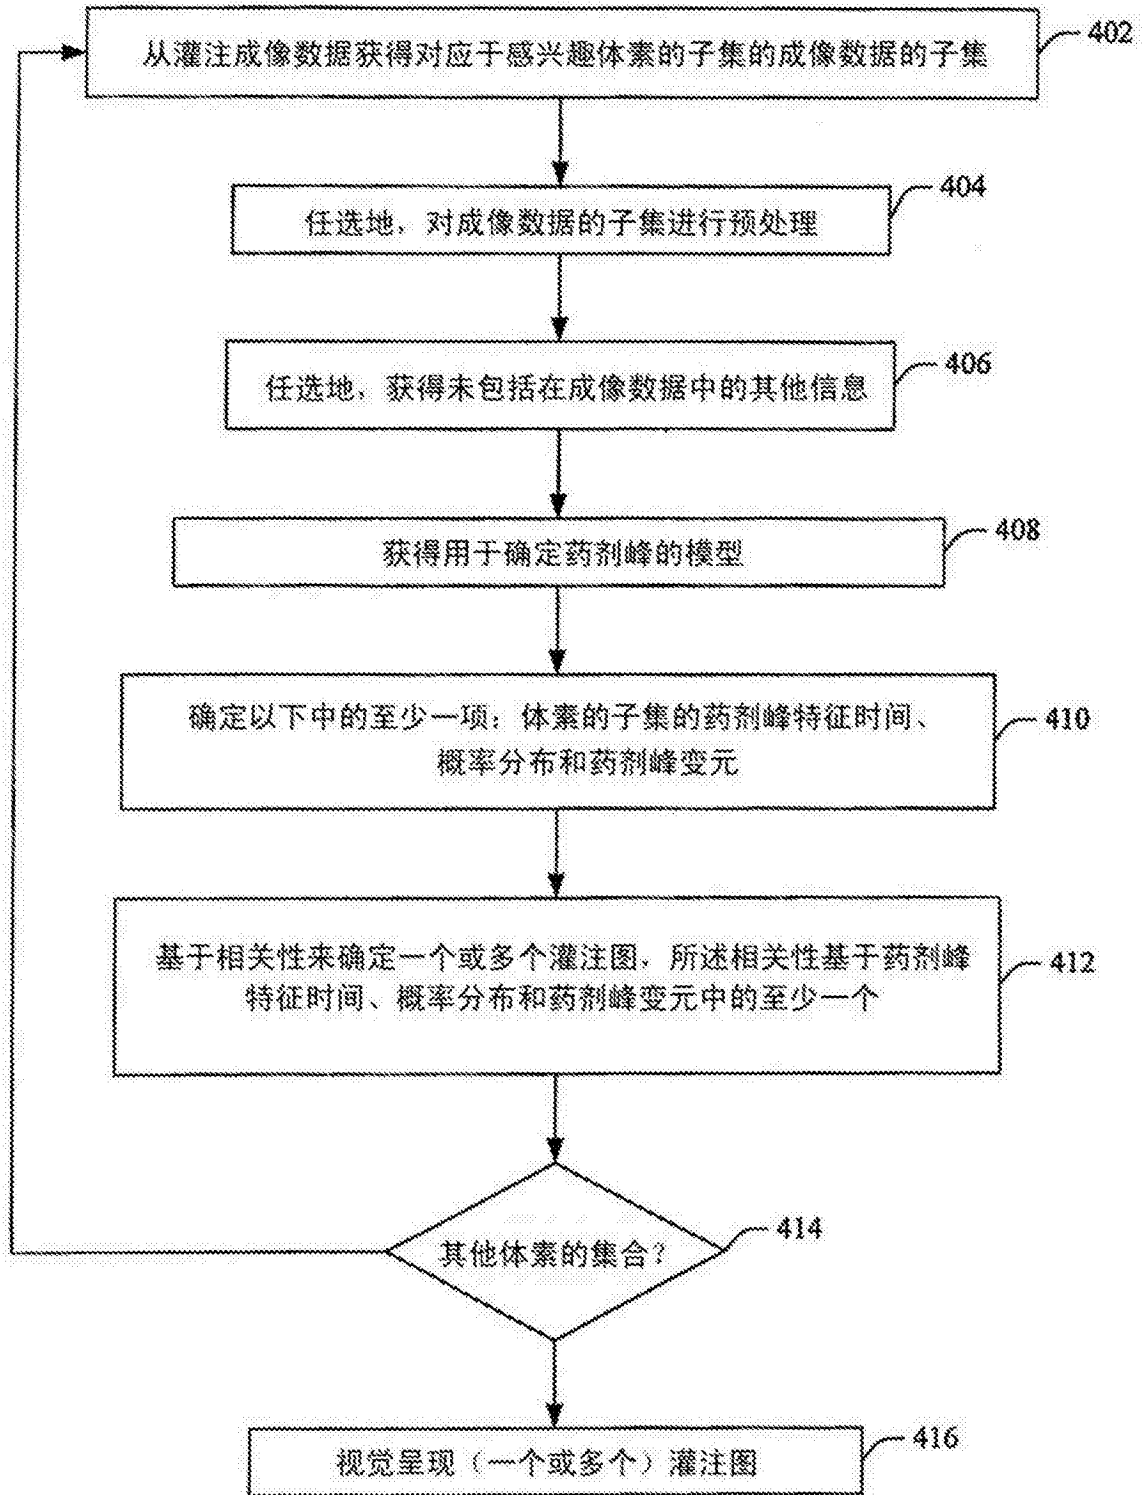 从灌注成像数据获得对应于感兴趣体素的子集的成像数据的子集
402
任选地，对成像数据的子集进行预处理
404
任选地，获得未包括在成像数据中的其他信息
406
获得用于确定药剂峰的模型
408
确定以下中的至少一项：体素的子集的药剂峰特征时间、
概率分布和药剂峰变元
410
基于相关性来确定一个或多个灌注图，所述相关性基于药剂峰
特征时间、概率分布和药剂峰变元中的至少一个
412
其他体素的集合？
414
视觉呈现（一个或多个）灌注图
416